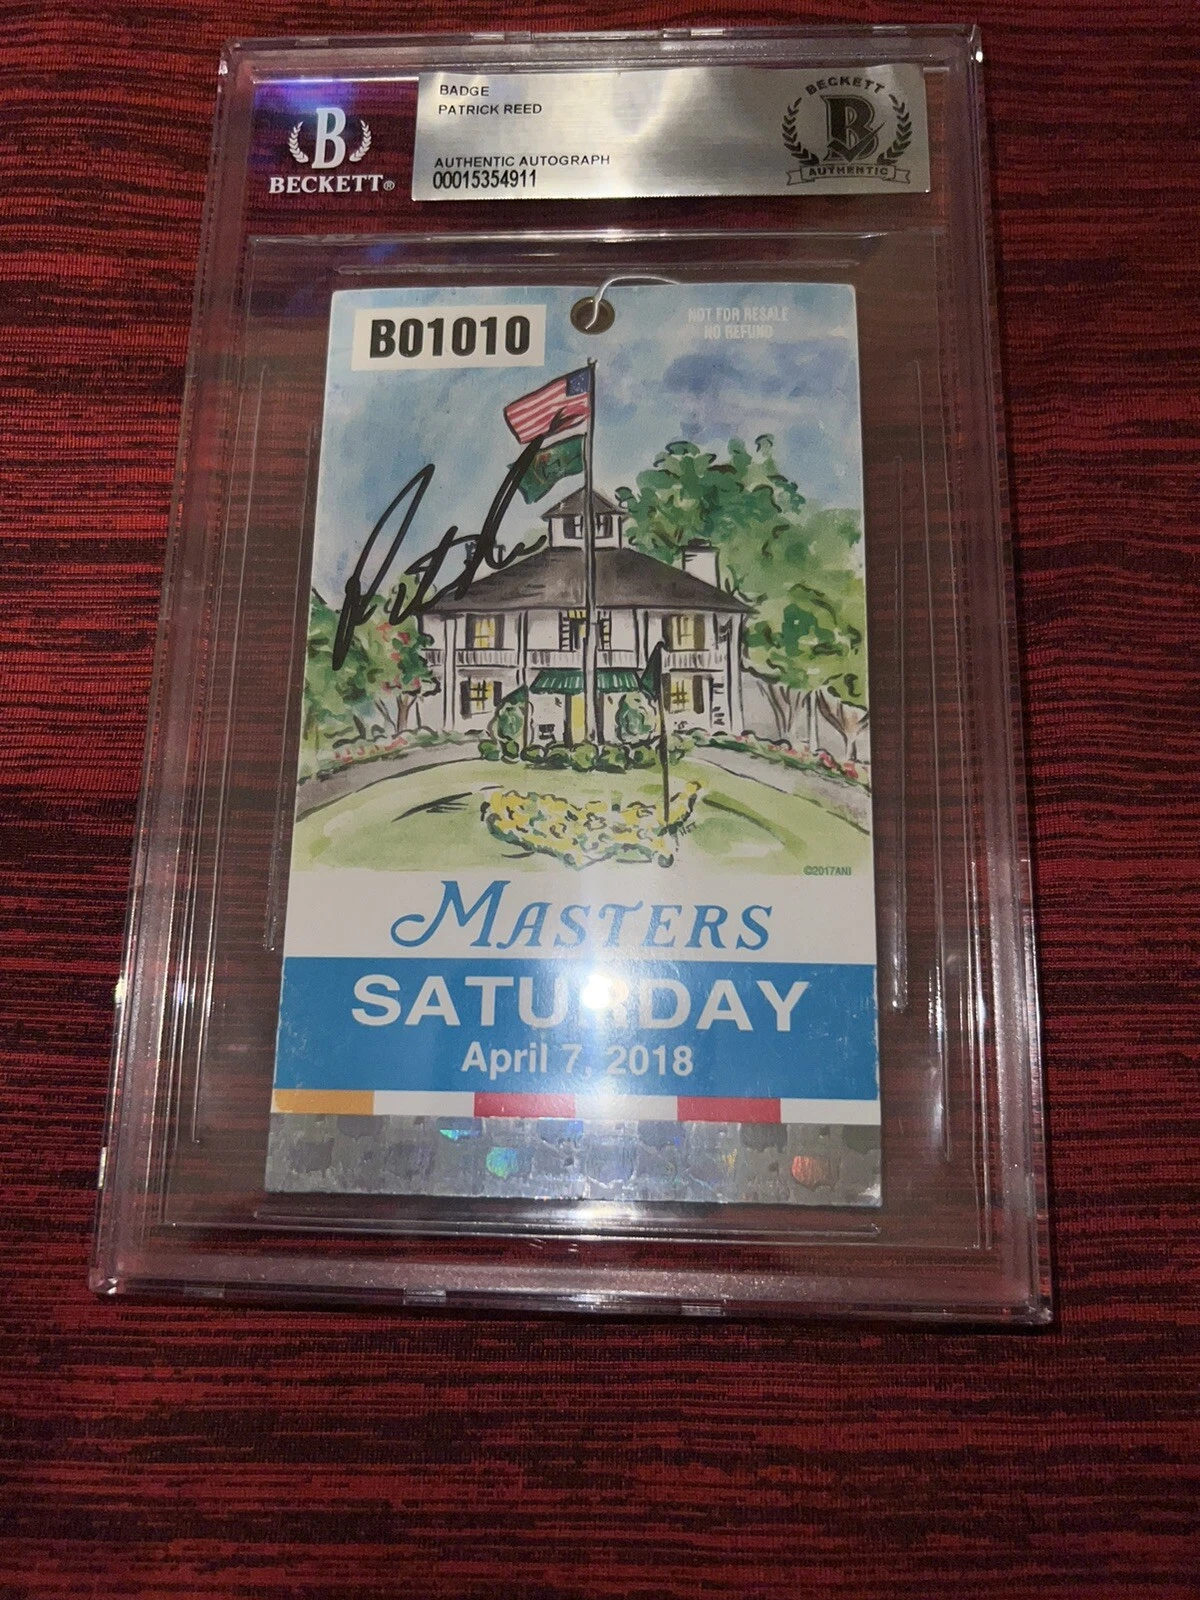 BADGE
PATRICK REED
AUTHENTIC AUTOGRAPH
00015354911
B
BECKETT®
BECKETT
B
AUTHENTIC
B01010
NOT FOR RESALE
NO REFUND
©2017ANI
MASTERS
SATURDAY
April 7, 2018